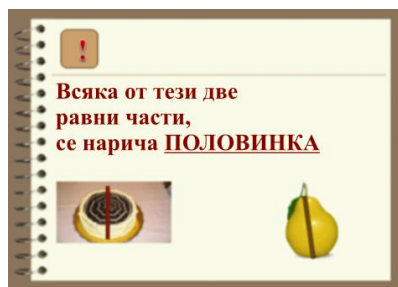 !
Всяка от тези две
равни части,
се нарича ПОЛОВИНКА